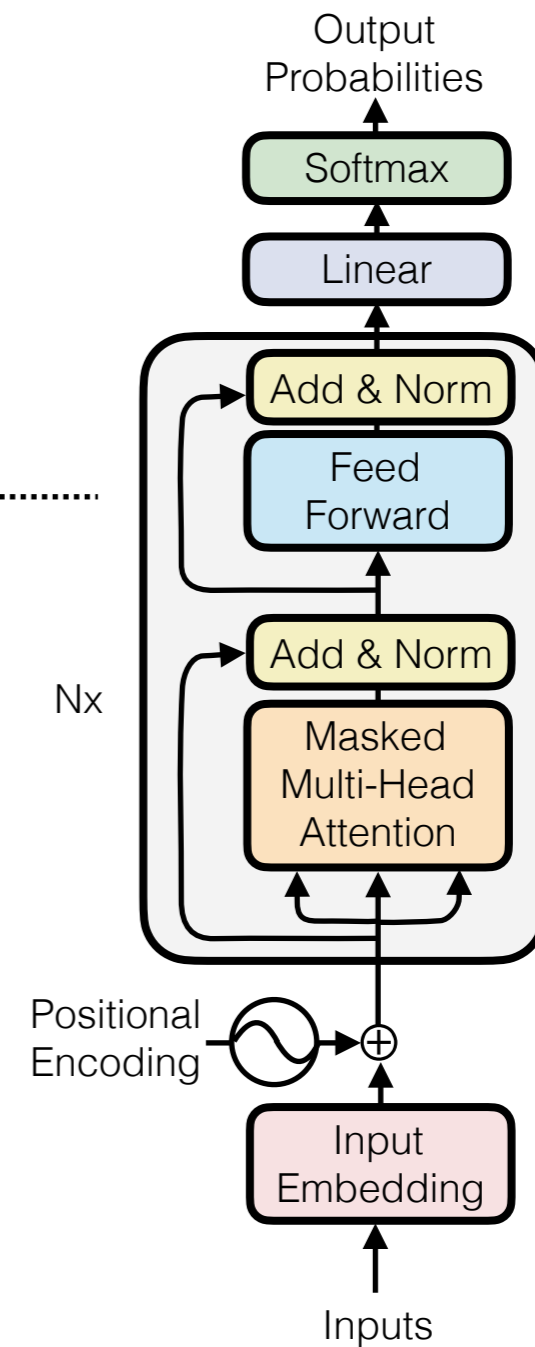 Output
Probabilities
Softmax
Linear
Add & Norm
Feed
Forward
Add & Norm
Nx
Masked
Multi-Head
Attention
Positional
Encoding
Input
Embedding
Inputs